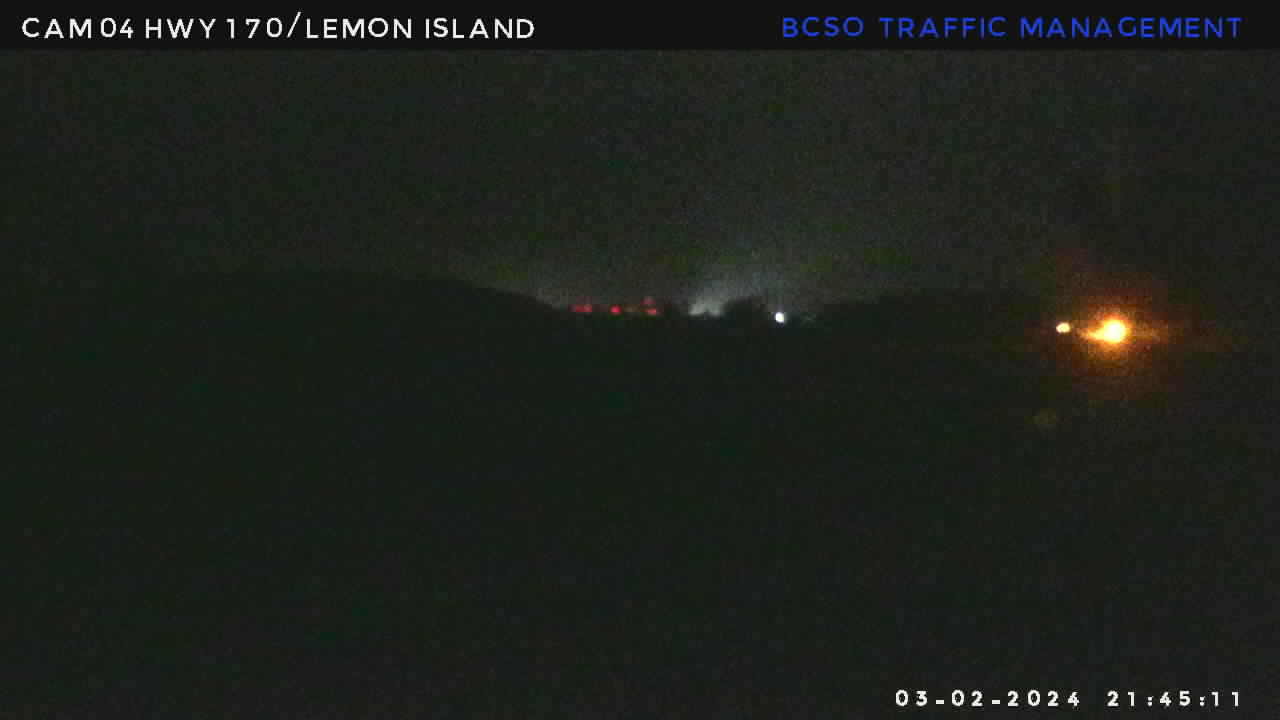 CAM 04 HWY 170/LEMON ISLAND
BCSO TRAFFIC MANAGEMENT
03-02-2024 21:45:11